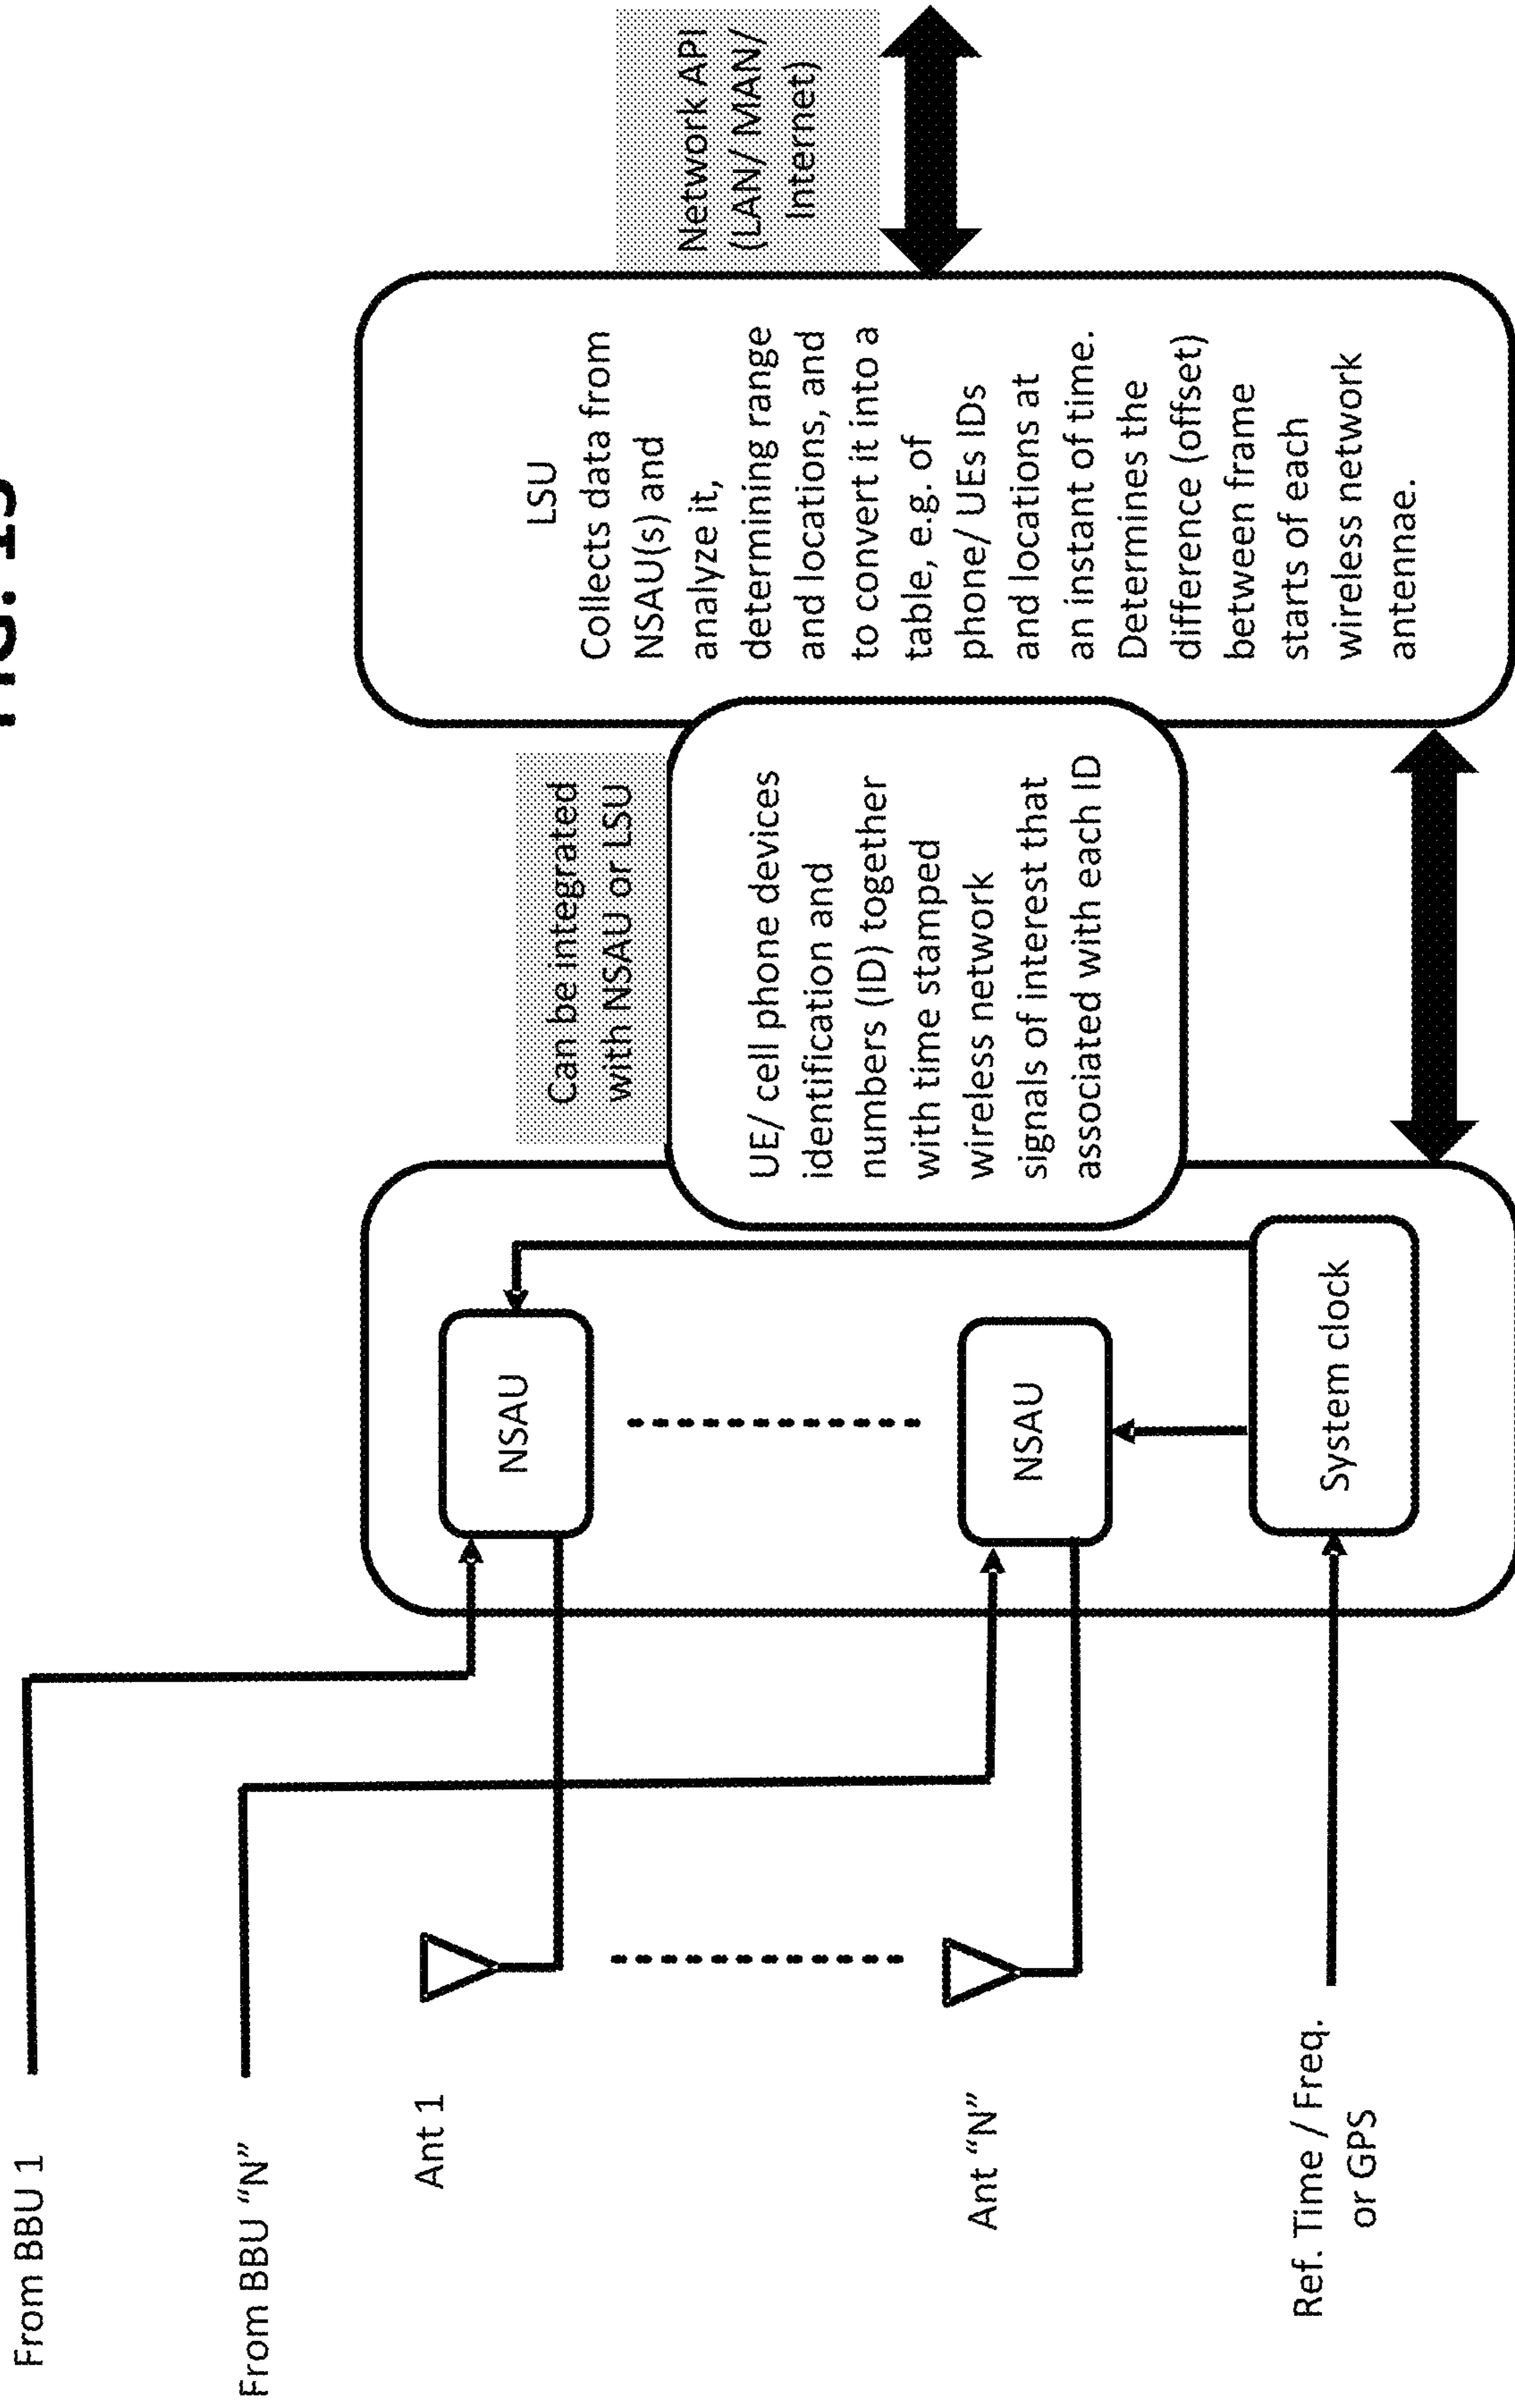 From BBU 1
From BBU “N”
Ant 1
Ant “N”
Ref. Time / Freq.
or GPS
NSAU
NSAU
System clock
Can be integrated
with NSAU or LSU
UE/ cell phone devices
identification and
numbers (ID) together
with time stamped
wireless network
signals of interest that
associated with each ID
LSU
Collects data from
NSAU(s) and
analyze it,
determining range
and locations, and
to convert it into a
table, e.g. of
phone/ UEs IDs
and locations at
an instant of time.
Determines the
difference (offset)
between frame
starts of each
wireless network
antennae.
Network API
(LAN/ MAN/
Internet)